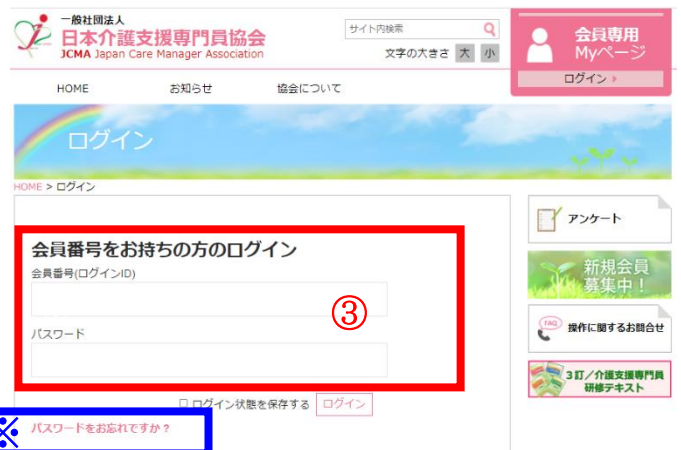 一般社団法人
日本介護支援専門員協会
JCMA Japan Care Manager Association
サイト内検索
文字の大きさ 大 小
会員専用
Myページ
ログイン
HOME お知らせ 協会について
ログイン
HOME > ログイン
会員番号をお持ちの方のログイン
会員番号(ログインID)
③
パスワード
ログイン状態を保存する ログイン
※
パスワードをお忘れですか？
アンケート
新規会員
募集中！
FAQ
操作に関するお問合せ
3訂／介護支援専門員
研修テキスト